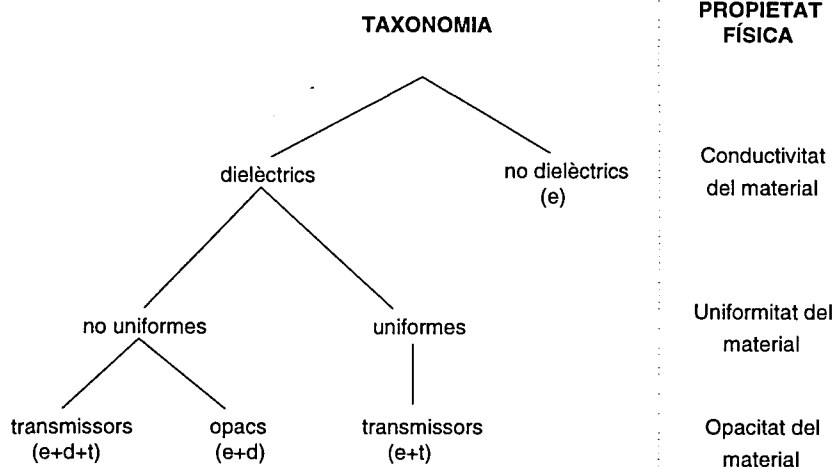 TAXONOMIA
PROPIETAT
FÍSICA
dielèctrics
no dielèctrics
(e)
Conductivitat
del material
no uniformes
uniformes
Uniformitat del
material
transmissors
(e+d+t)
opacs
(e+d)
transmissors
(e+t)
Opacitat del
material